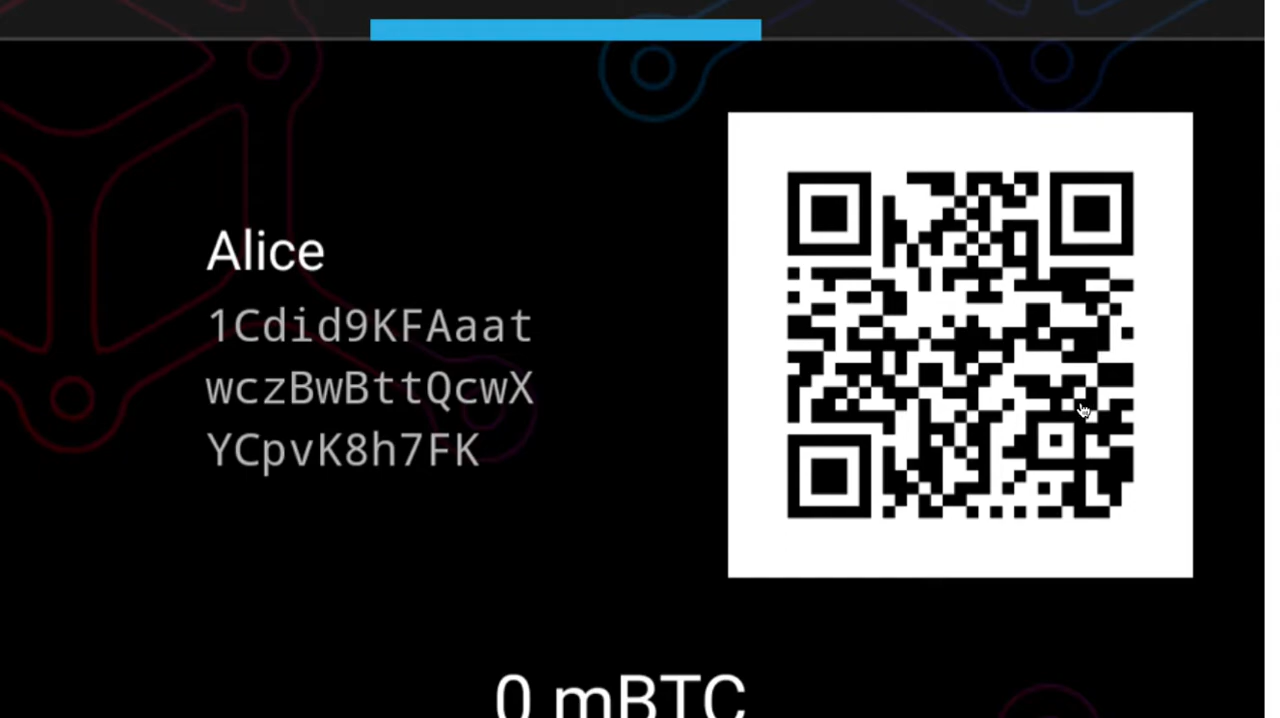 Alice
1Cdid9KFAaat
wczBwBttQcwX
YCpvK8h7FK
0 mBTC